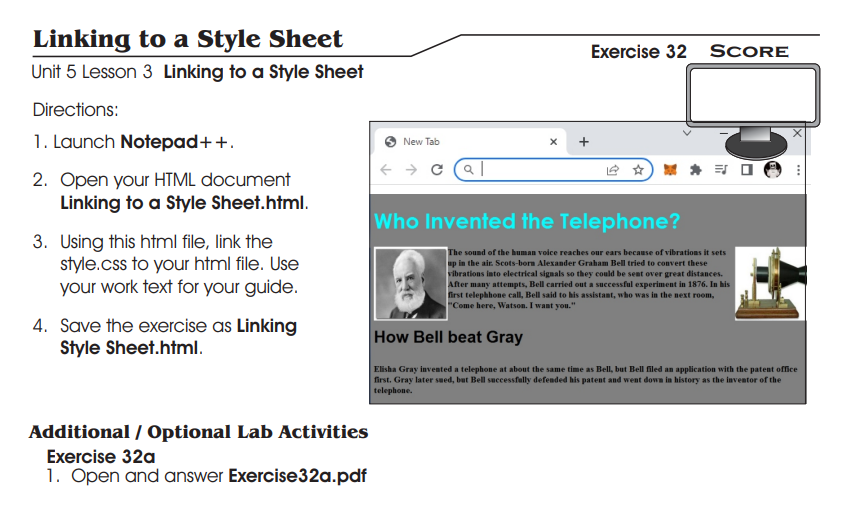 Linking to a Style Sheet
Exercise 32 SCORE
Unit 5 Lesson 3 Linking to a Style Sheet
Directions:
1. Launch Notepad++.
2. Open your HTML document
Linking to a Style Sheet.html.
3. Using this html file, link the
style.css to your html file. Use
your work text for your guide.
4. Save the exercise as Linking
Style Sheet.html.
New Tab
Who Invented the Telephone?
The sound of the human voice reaches our ears because of vibrations it sets
up in the air. Scots-born Alexander Graham Bell tried to convert these
vibrations into electrical signals so they could be sent over great distances.
After many attempts, Bell carried out a successful experiment in 1876. In his
first telephhone call, Bell said to his assistant, who was in the next room,
"Come here, Watson. I want you."
How Bell beat Gray
Elisha Gray invented a telephone at about the same time as Bell, but Bell filed an application with the patent office
first. Gray later sued, but Bell successfully defended his patent and went down in history as the inventor of the
telephone.
Additional / Optional Lab Activities
Exercise 32a
1. Open and answer Exercise32a.pdf